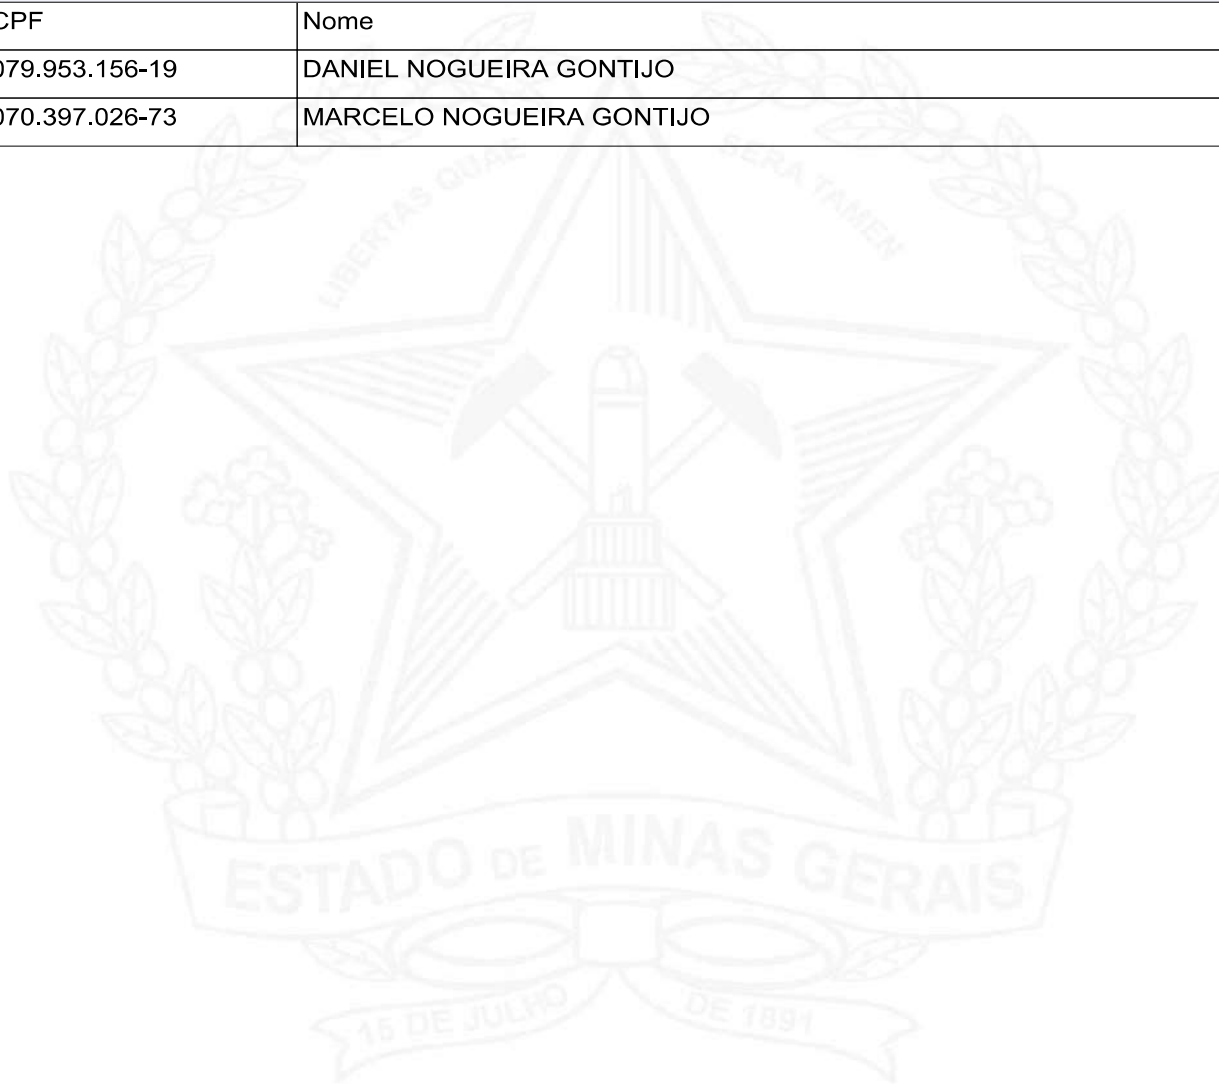 CPF Nome
079.953.156-19 DANIEL NOGUEIRA GONTIJO
070.397.026-73 MARCELO NOGUEIRA GONTIJO
LIBERTAS QUAE SERA TAMEN
ESTADO DE MINAS GERAIS
15 DE JULHO DE 1891